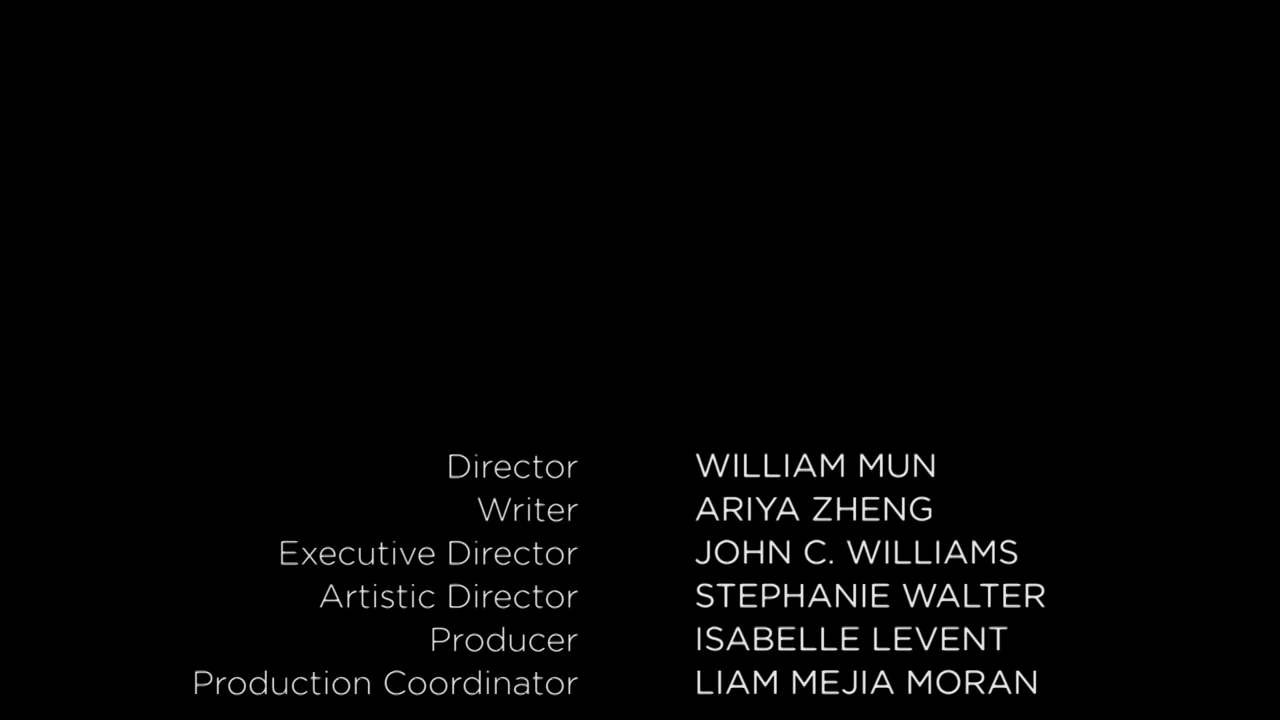 Director WILLIAM MUN
Writer ARIYA ZHENG
Executive Director JOHN C. WILLIAMS
Artistic Director STEPHANIE WALTER
Producer ISABELLE LEVENT
Production Coordinator LIAM MEJIA MORAN